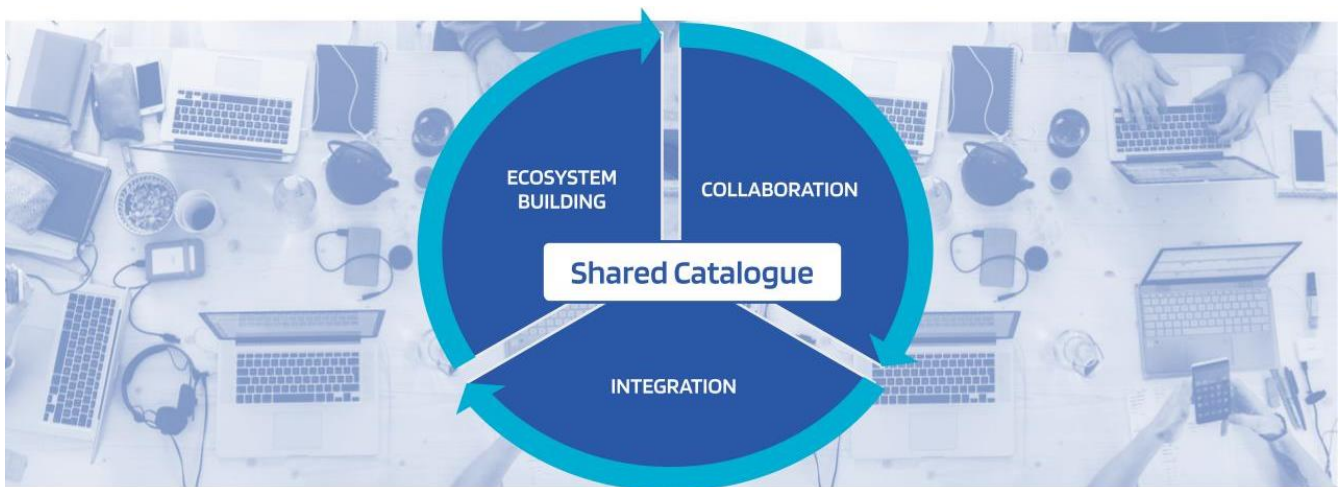 ECOSYSTEM
BUILDING
COLLABORATION
Shared Catalogue
INTEGRATION